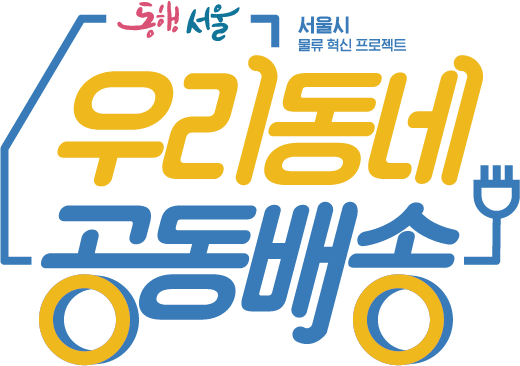 동행 서울
서울시
물류 혁신 프로젝트
우리동네
공동배송